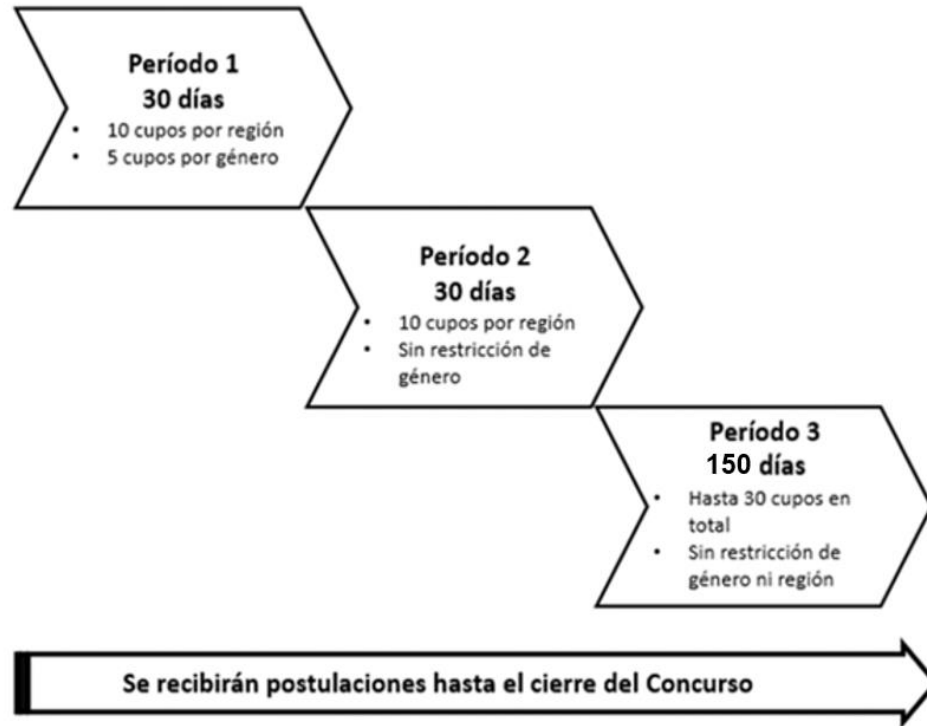 Período 1
30 días
• 10 cupos por región
• 5 cupos por género
Período 2
30 días
• 10 cupos por región
• Sin restricción de
género
Período 3
150 días
• Hasta 30 cupos en
total
• Sin restricción de
género ni región
Se recibirán postulaciones hasta el cierre del Concurso